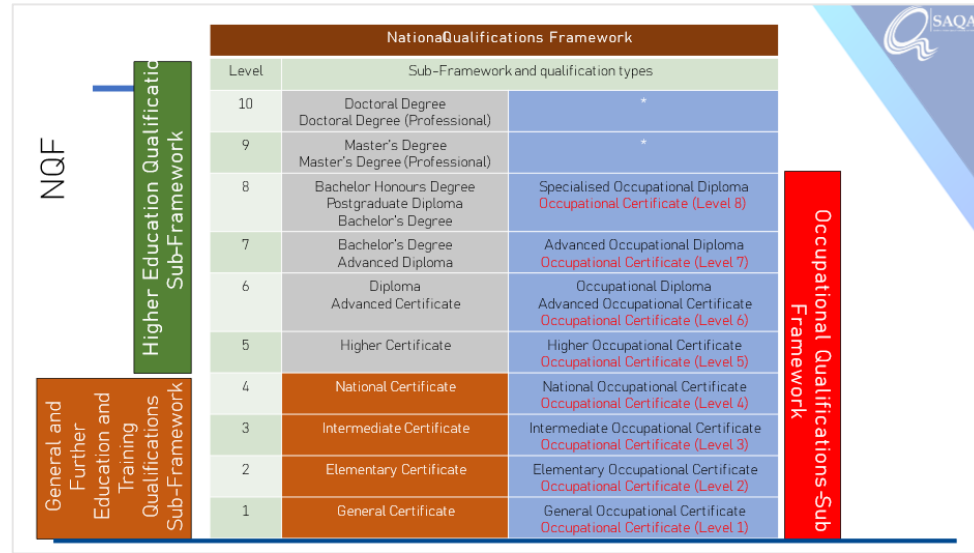 SAQA
NQF
Higher Education Qualificatio
Sub-Framework
General and
Further
Education and
Training
Qualifications
Sub-Framework
NationalQualifications Framework
Level
Sub-Framework and qualification types
10
Doctoral Degree
Doctoral Degree (Professional)
*
9
Master's Degree
Master's Degree (Professional)
*
8
Bachelor Honours Degree
Postgraduate Diploma
Bachelor's Degree
Specialised Occupational Diploma
Occupational Certificate (Level 8)
7
Bachelor's Degree
Advanced Diploma
Advanced Occupational Diploma
Occupational Certificate (Level 7)
6
Diploma
Advanced Certificate
Occupational Diploma
Advanced Occupational Certificate
Occupational Certificate (Level 6)
5
Higher Certificate
Higher Occupational Certificate
Occupational Certificate (Level 5)
4
National Certificate
National Occupational Certificate
Occupational Certificate (Level 4)
3
Intermediate Certificate
Intermediate Occupational Certificate
Occupational Certificate (Level 3)
2
Elementary Certificate
Elementary Occupational Certificate
Occupational Certificate (Level 2)
1
General Certificate
General Occupational Certificate
Occupational Certificate (Level 1)
Occupational Qualifications-Sub
Framework